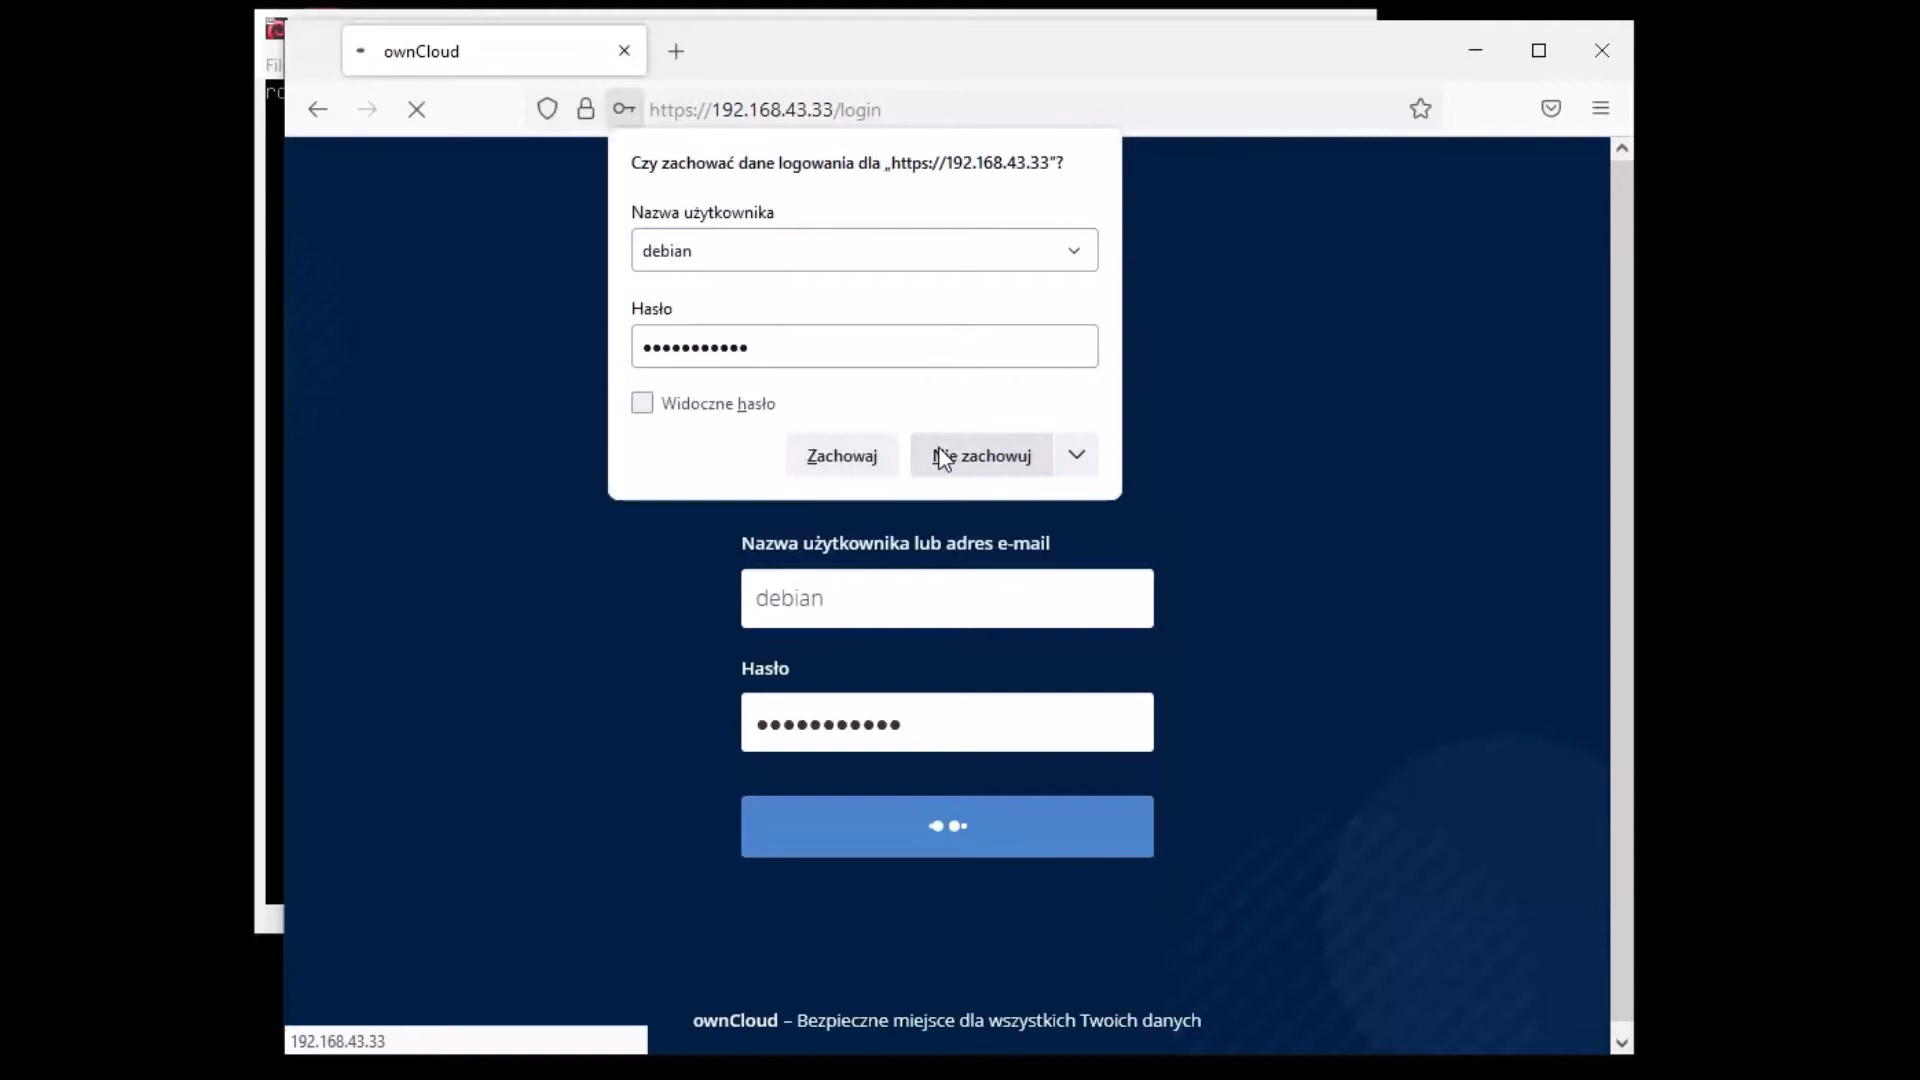 ownCloud
Fil
https://192.168.43.33/login
Czy zachować dane logowania dla „https://192.168.43.33”?
Nazwa użytkownika
debian
Hasło
•••••••••••
Widoczne hasło
Zachowaj
Nie zachowuj
Nazwa użytkownika lub adres e-mail
debian
Hasło
•••••••••••
ownCloud – Bezpieczne miejsce dla wszystkich Twoich danych
192.168.43.33